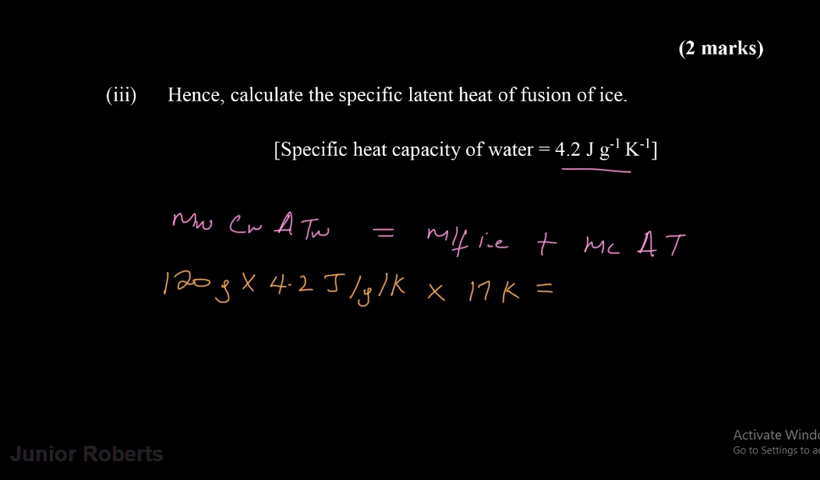 (2 marks)
(iii) Hence, calculate the specific latent heat of fusion of ice.
[Specific heat capacity of water = 4.2 J g⁻¹ K⁻¹]
Mw Cw ΔTw = mlf ice + mc ΔT
120g × 4.2 J/g/K × 17 K =
Activate Windo
Go to Settings to a
Junior Roberts